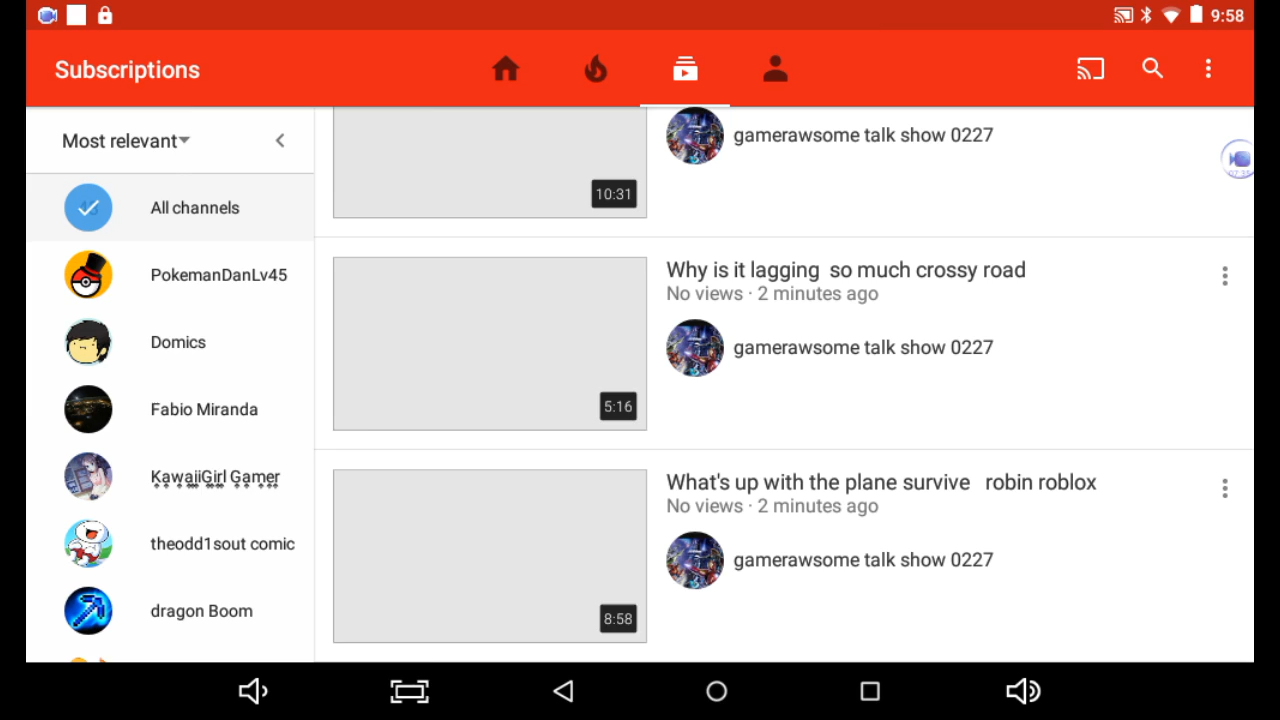 9:58
Subscriptions
Most relevant
All channels
PokemanDanLv45
Domics
Fabio Miranda
K̤a̤w̤a̤i̤i̤G̤i̤r̤l̤ G̤a̤m̤e̤r̤
theodd1sout comic
dragon Boom
gamerawsome talk show 0227
10:31
Why is it lagging  so much crossy road
No views · 2 minutes ago
gamerawsome talk show 0227
5:16
What's up with the plane survive   robin roblox
No views · 2 minutes ago
gamerawsome talk show 0227
8:58